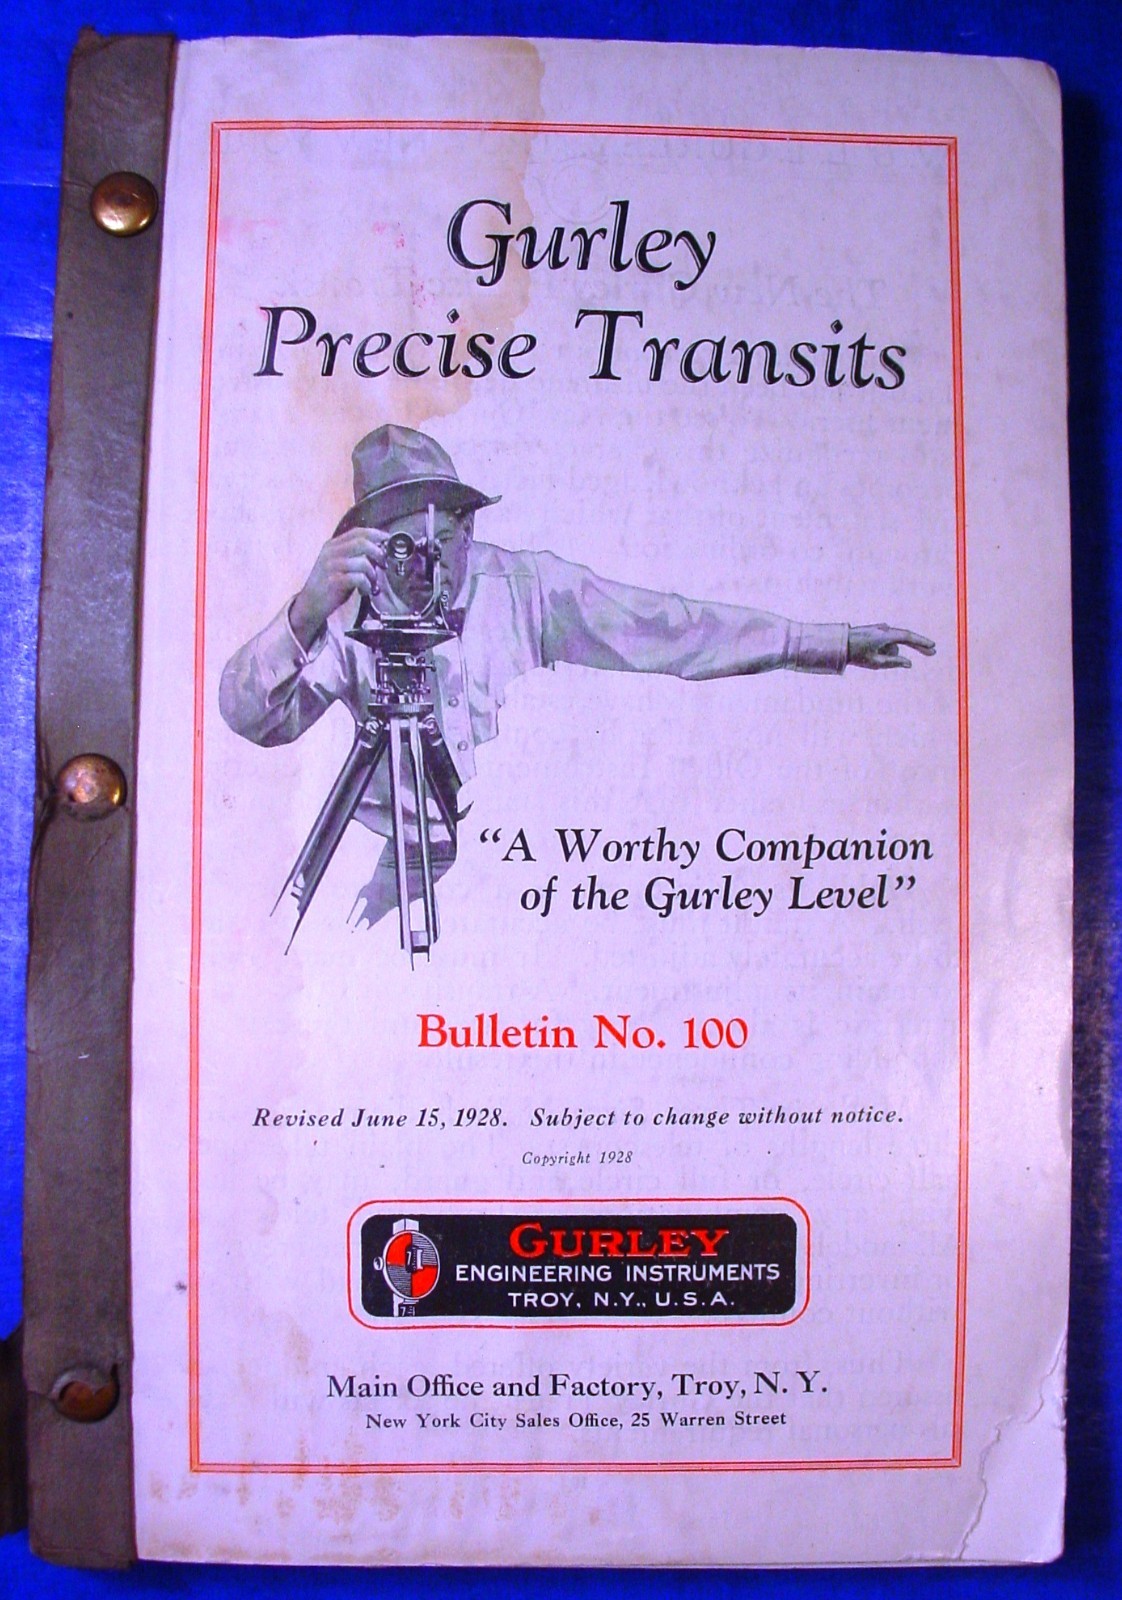 Gurley
Precise Transits
“A Worthy Companion
of the Gurley Level”
Bulletin No. 100
Revised June 15, 1928. Subject to change without notice.
Copyright 1928
GURLEY
ENGINEERING INSTRUMENTS
TROY, N.Y., U.S.A.
Main Office and Factory, Troy, N. Y.
New York City Sales Office, 25 Warren Street